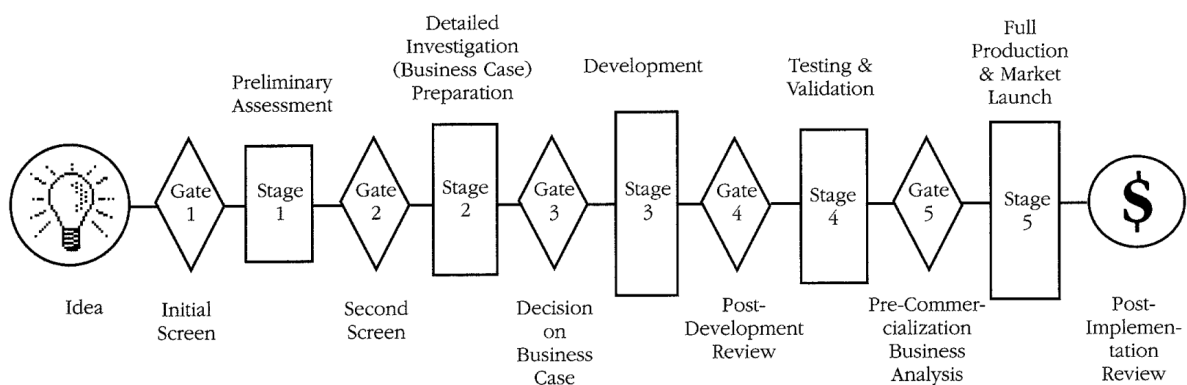 Preliminary
Assessment
Detailed
Investigation
(Business Case)
Preparation
Development
Testing &
Validation
Full
Production
& Market
Launch
Gate
1
Stage
1
Gate
2
Stage
2
Gate
3
Stage
3
Gate
4
Stage
4
Gate
5
Stage
5
$
Idea
Initial
Screen
Second
Screen
Decision
on
Business
Case
Post-
Development
Review
Pre-Commer-
cialization
Business
Analysis
Post-
Implemen-
tation
Review